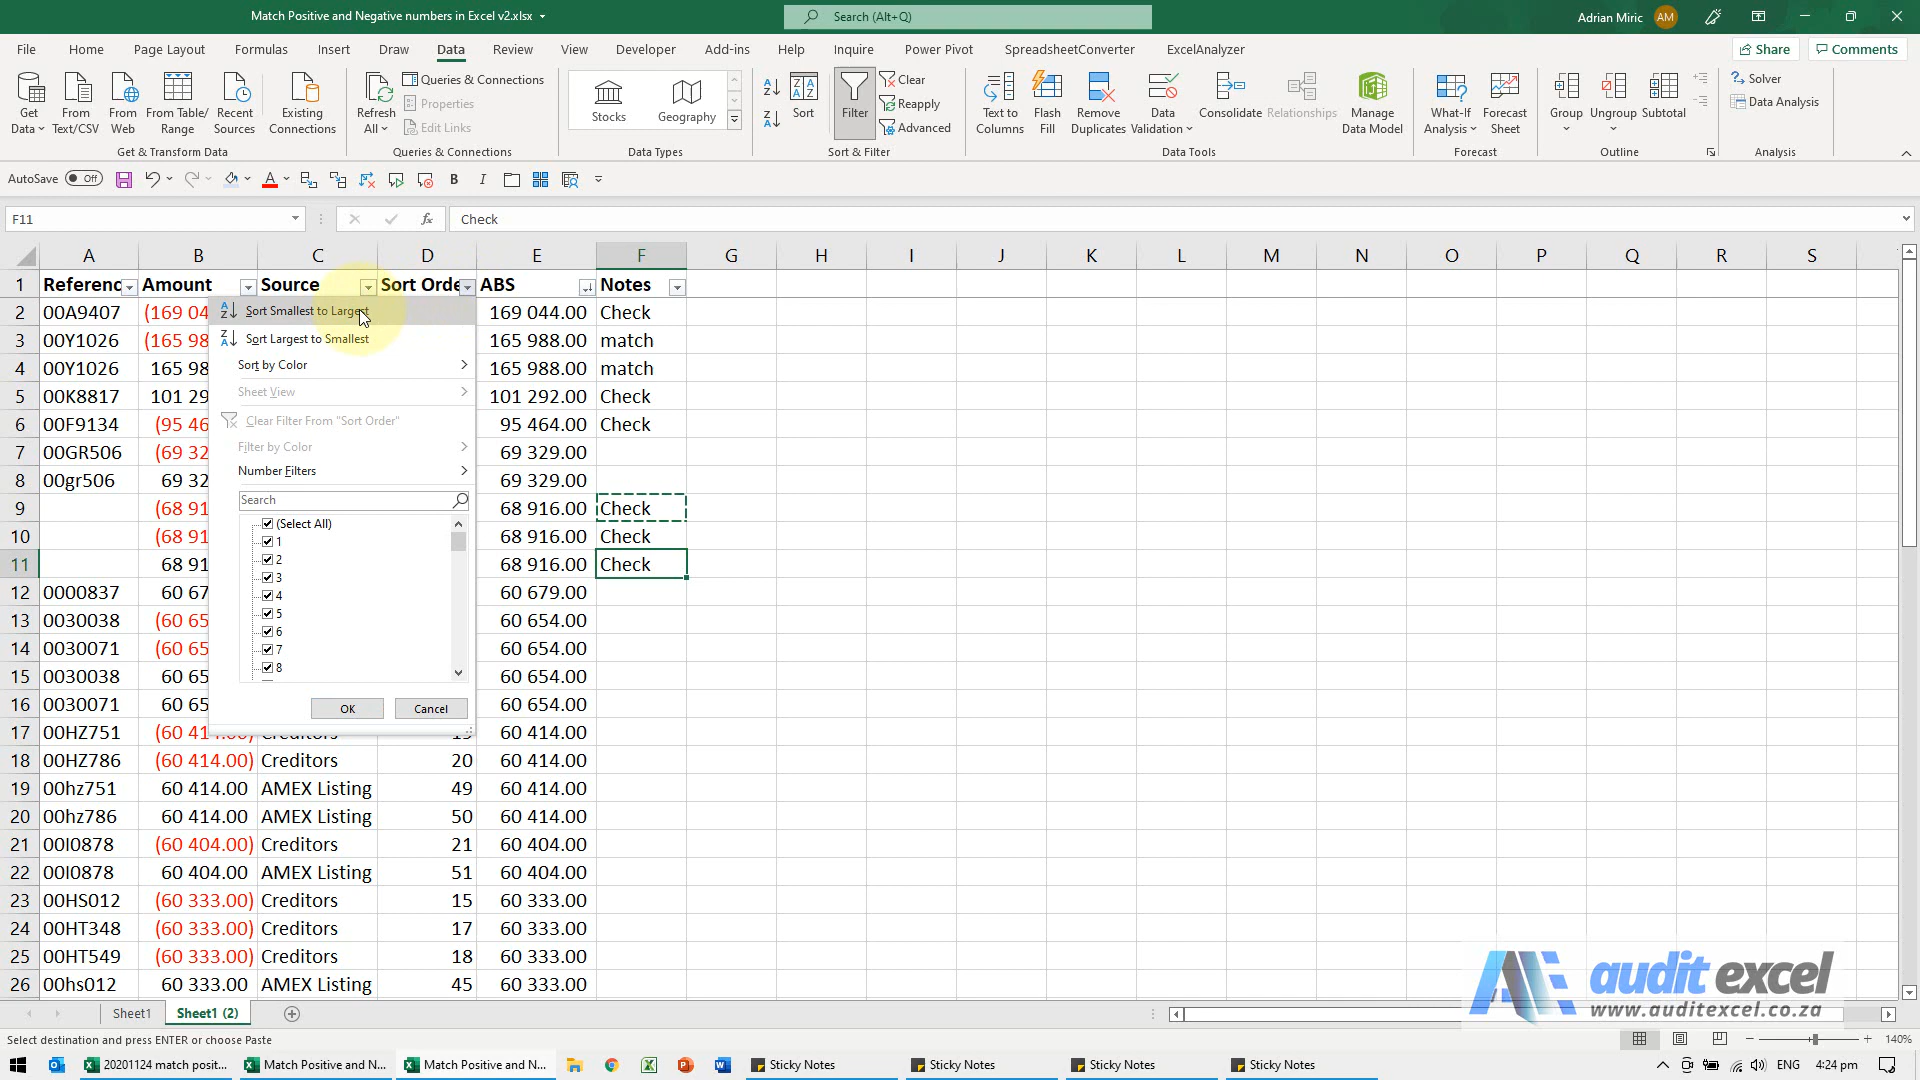 Match Positive and Negative numbers in Excel v2.xlsx
Search (Alt+Q)
Adrian Miric AM
File Home Page Layout Formulas Insert Draw Data Review View Developer Add-ins Help Inquire Power Pivot SpreadsheetConverter ExcelAnalyzer Share Comments
Get Data From Text/CSV From Web From Table/ Range Recent Sources Existing Connections
Get & Transform Data
Refresh All Queries & Connections Properties Edit Links
Queries & Connections
Stocks Geography
Data Types
Sort Filter Clear Reapply Advanced
Sort & Filter
Text to Columns Flash Fill Remove Duplicates Data Validation Consolidate Relationships Manage Data Model
Data Tools
What-If Analysis Forecast Sheet
Forecast
Group Ungroup Subtotal
Outline
Solver Data Analysis
Analysis
AutoSave Off
F11 fx Check
A B C D E F G H I J K L M N O P Q R S
1 Referenc Amount Source Sort Orde ABS Notes
2 00A9407 (169 04 169 044.00 Check
3 00Y1026 (165 98 165 988.00 match
4 00Y1026 165 98 165 988.00 match
5 00K8817 101 29 101 292.00 Check
6 00F9134 (95 46 95 464.00 Check
7 00GR506 (69 32 69 329.00
8 00gr506 69 32 69 329.00
9 (68 91 68 916.00 Check
10 (68 91 68 916.00 Check
11 68 91 68 916.00 Check
12 0000837 60 67 60 679.00
13 0030038 (60 65 60 654.00
14 0030071 (60 65 60 654.00
15 0030038 60 65 60 654.00
16 0030071 60 65 60 654.00
17 00HZ751 (60 414.00) Creditors 60 414.00
18 00HZ786 (60 414.00) Creditors 20 60 414.00
19 00hz751 60 414.00 AMEX Listing 49 60 414.00
20 00hz786 60 414.00 AMEX Listing 50 60 414.00
21 00I0878 (60 404.00) Creditors 21 60 404.00
22 00I0878 60 404.00 AMEX Listing 51 60 404.00
23 00HS012 (60 333.00) Creditors 15 60 333.00
24 00HT348 (60 333.00) Creditors 17 60 333.00
25 00HT549 (60 333.00) Creditors 18 60 333.00
26 00hs012 60 333.00 AMEX Listing 45 60 333.00
Sort Smallest to Largest
Sort Largest to Smallest
Sort by Color
Sheet View
Clear Filter From "Sort Order"
Filter by Color
Number Filters
Search
(Select All)
1
2
3
4
5
6
7
8
OK Cancel
audit excel
www.auditexcel.co.za
Sheet1 Sheet1 (2)
Select destination and press ENTER or choose Paste
140%
20201124 match posit... Match Positive and N... Match Positive and N... Sticky Notes Sticky Notes Sticky Notes Sticky Notes ENG 4:24 pm